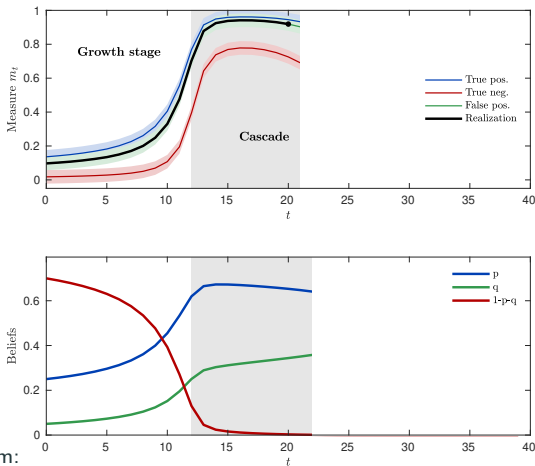 1
0.8
0.6
0.4
0.2
0
Measure m_t
Growth stage
Cascade
True pos.
True neg.
False pos.
Realization
0 5 10 15 20 25 30 35 40
t
0.6
0.4
0.2
0
Beliefs
p
q
1-p-q
0 5 10 15 20 25 30 35 40
t
m: